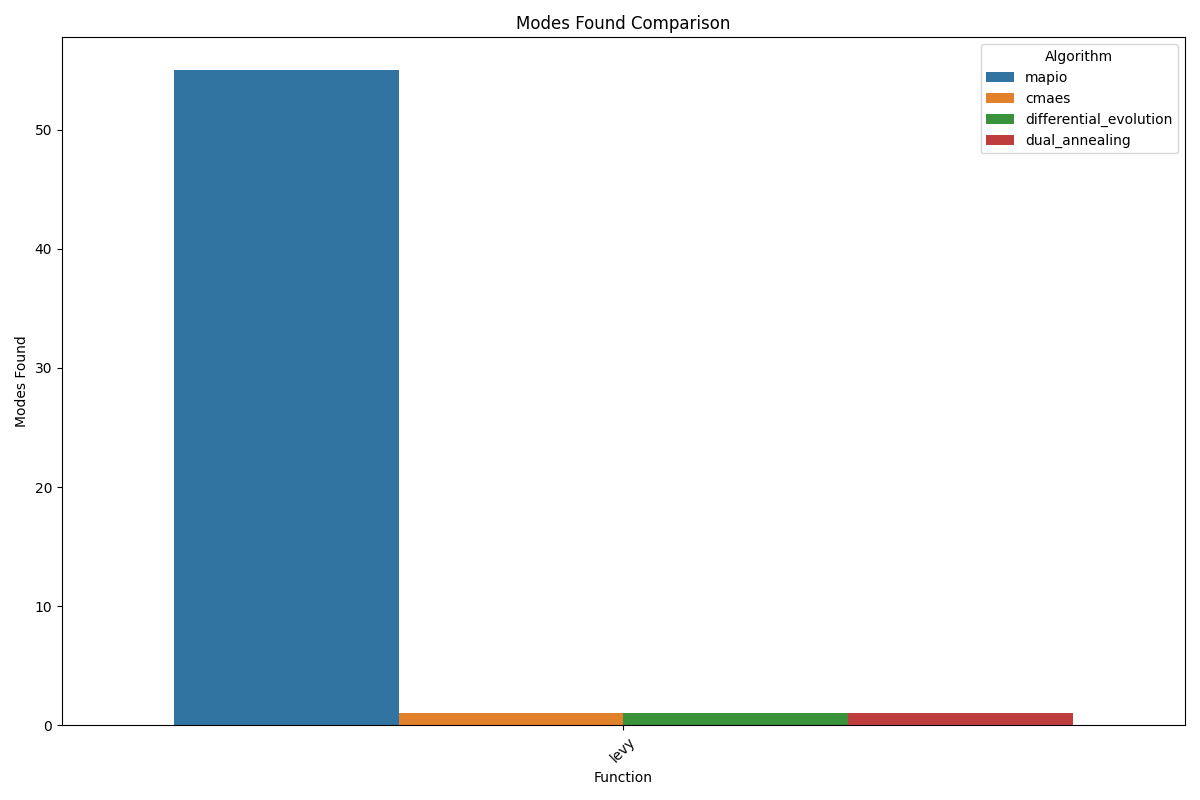 Modes Found Comparison
Algorithm
mapio
cmaes
differential_evolution
dual_annealing
50
40
30
20
10
0
Modes Found
levy
Function